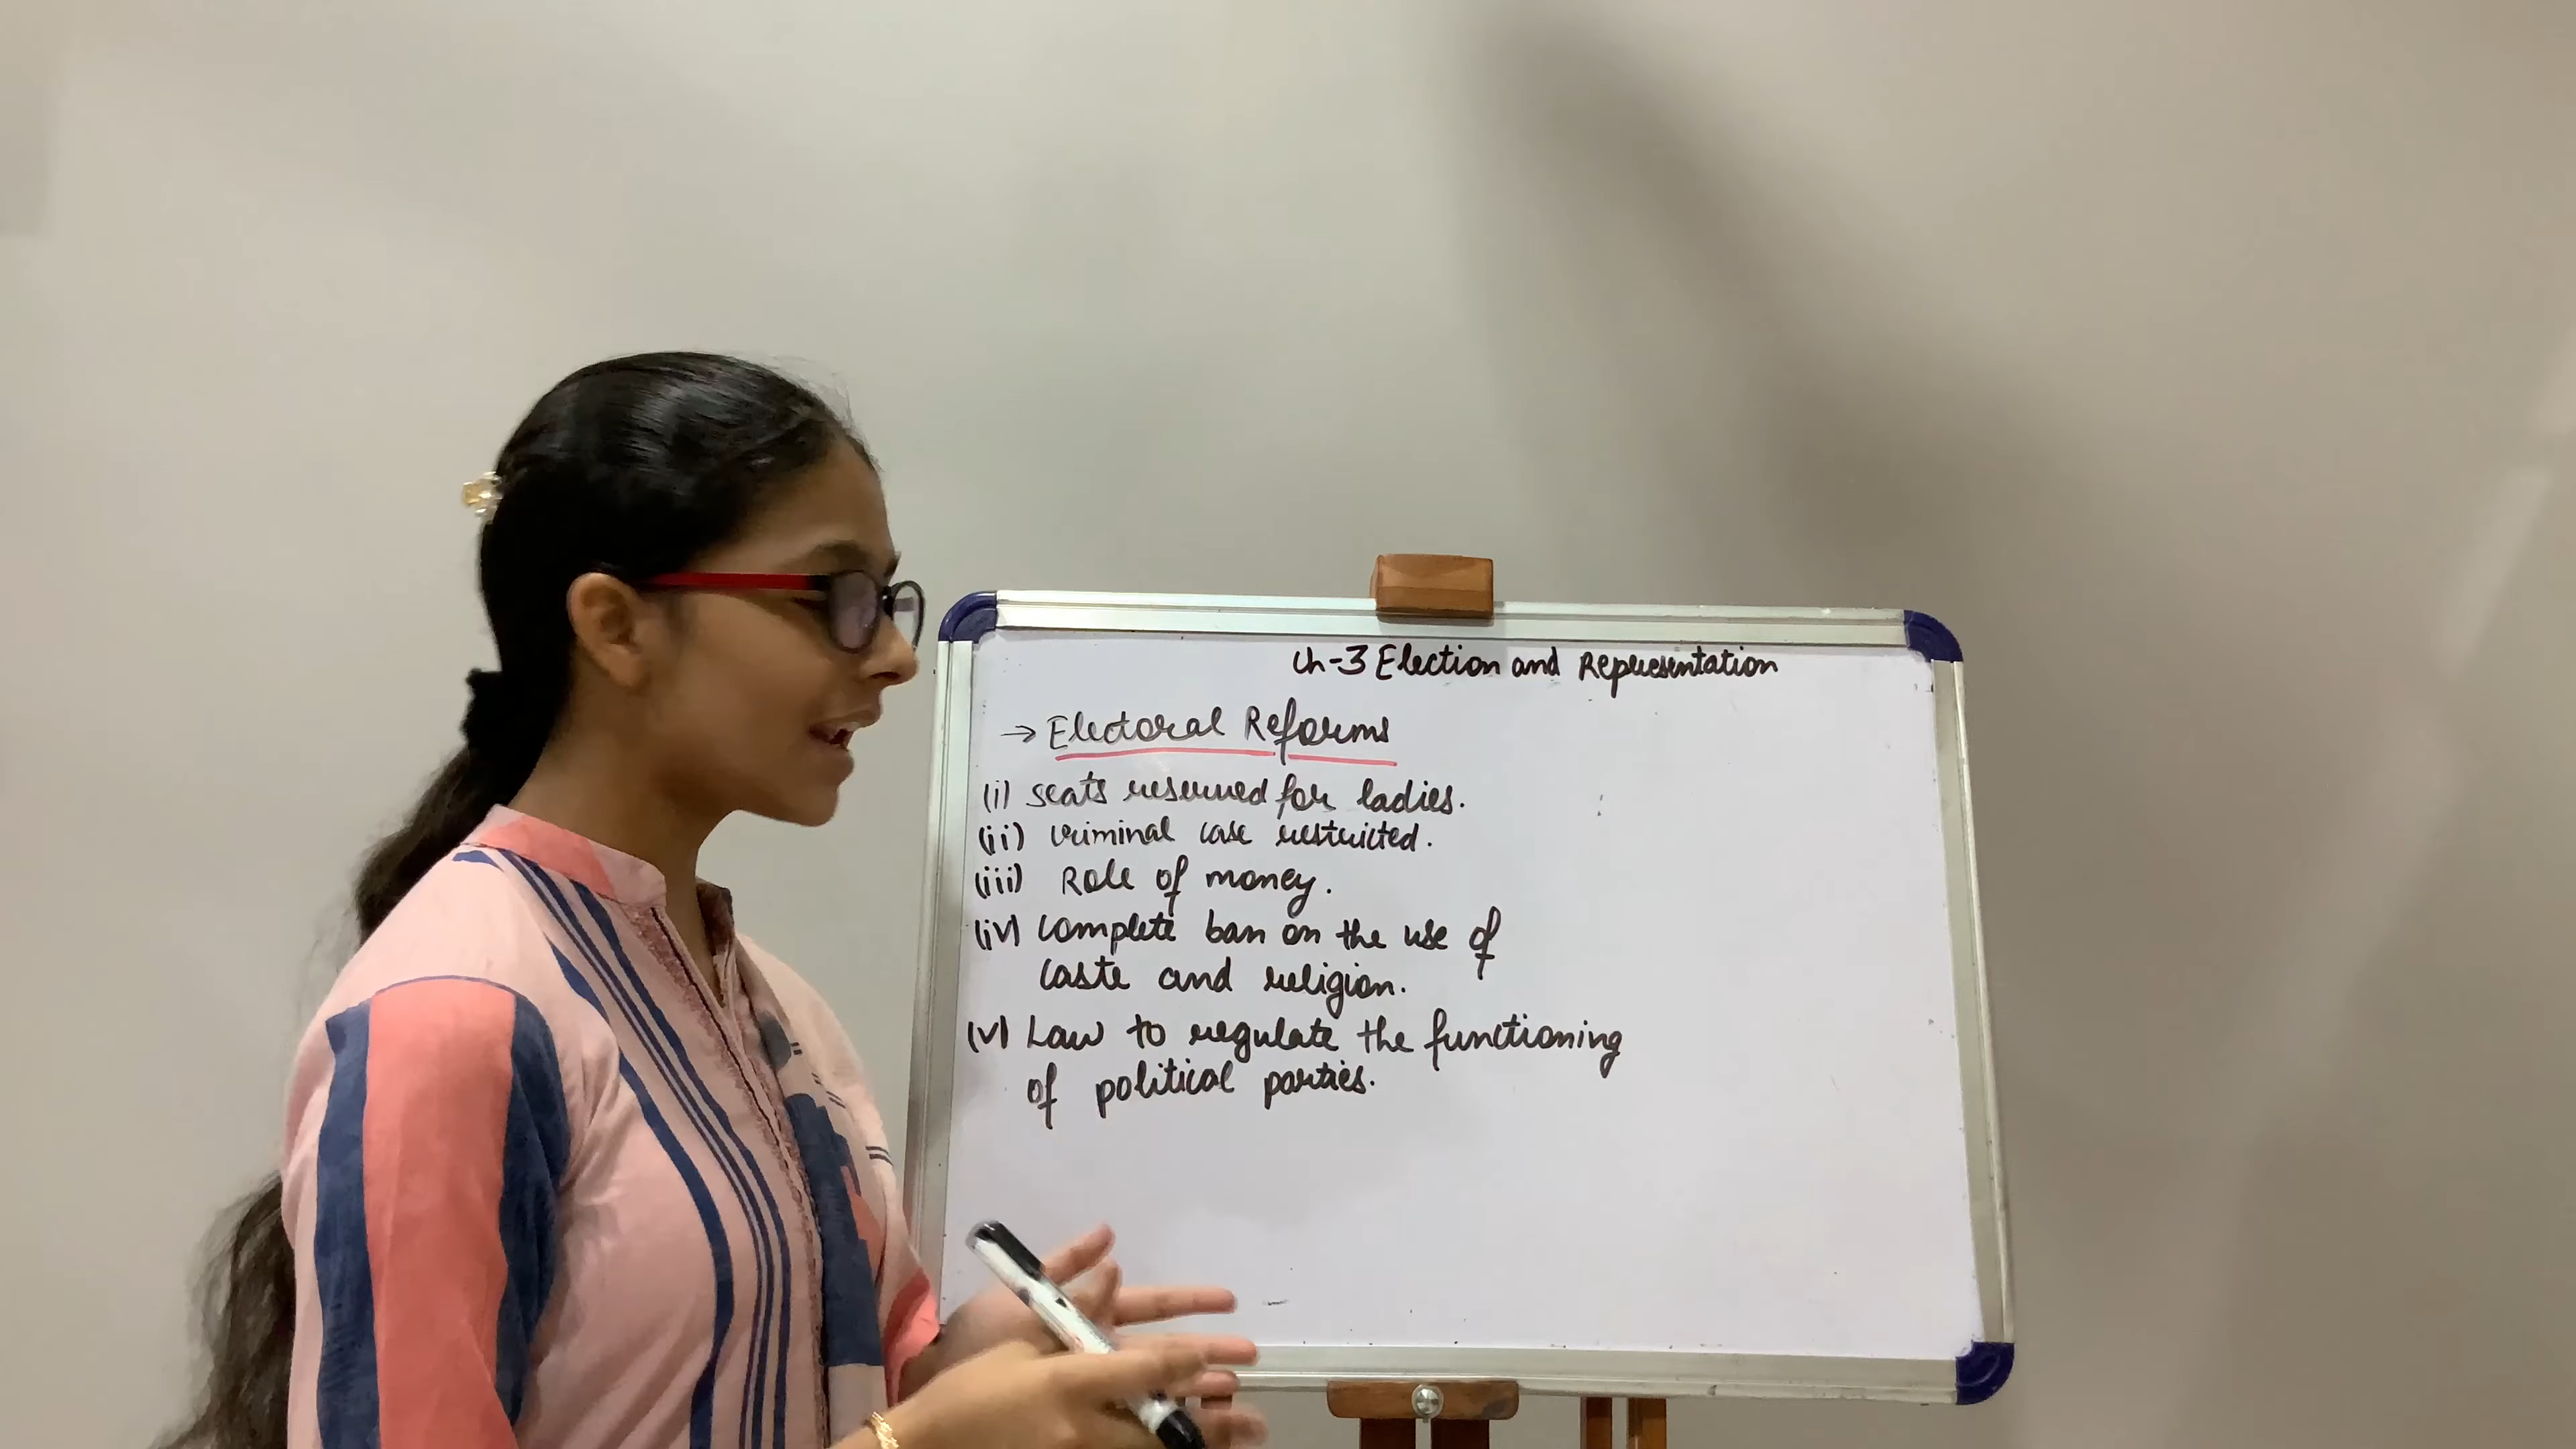 Ch-3 Election and Representation
→ Electoral Reforms
(i) seats reserved for ladies.
(ii) criminal case restricted.
(iii) Role of money.
(iv) complete ban on the use of
caste and religion.
(v) Law to regulate the functioning
of political parties.